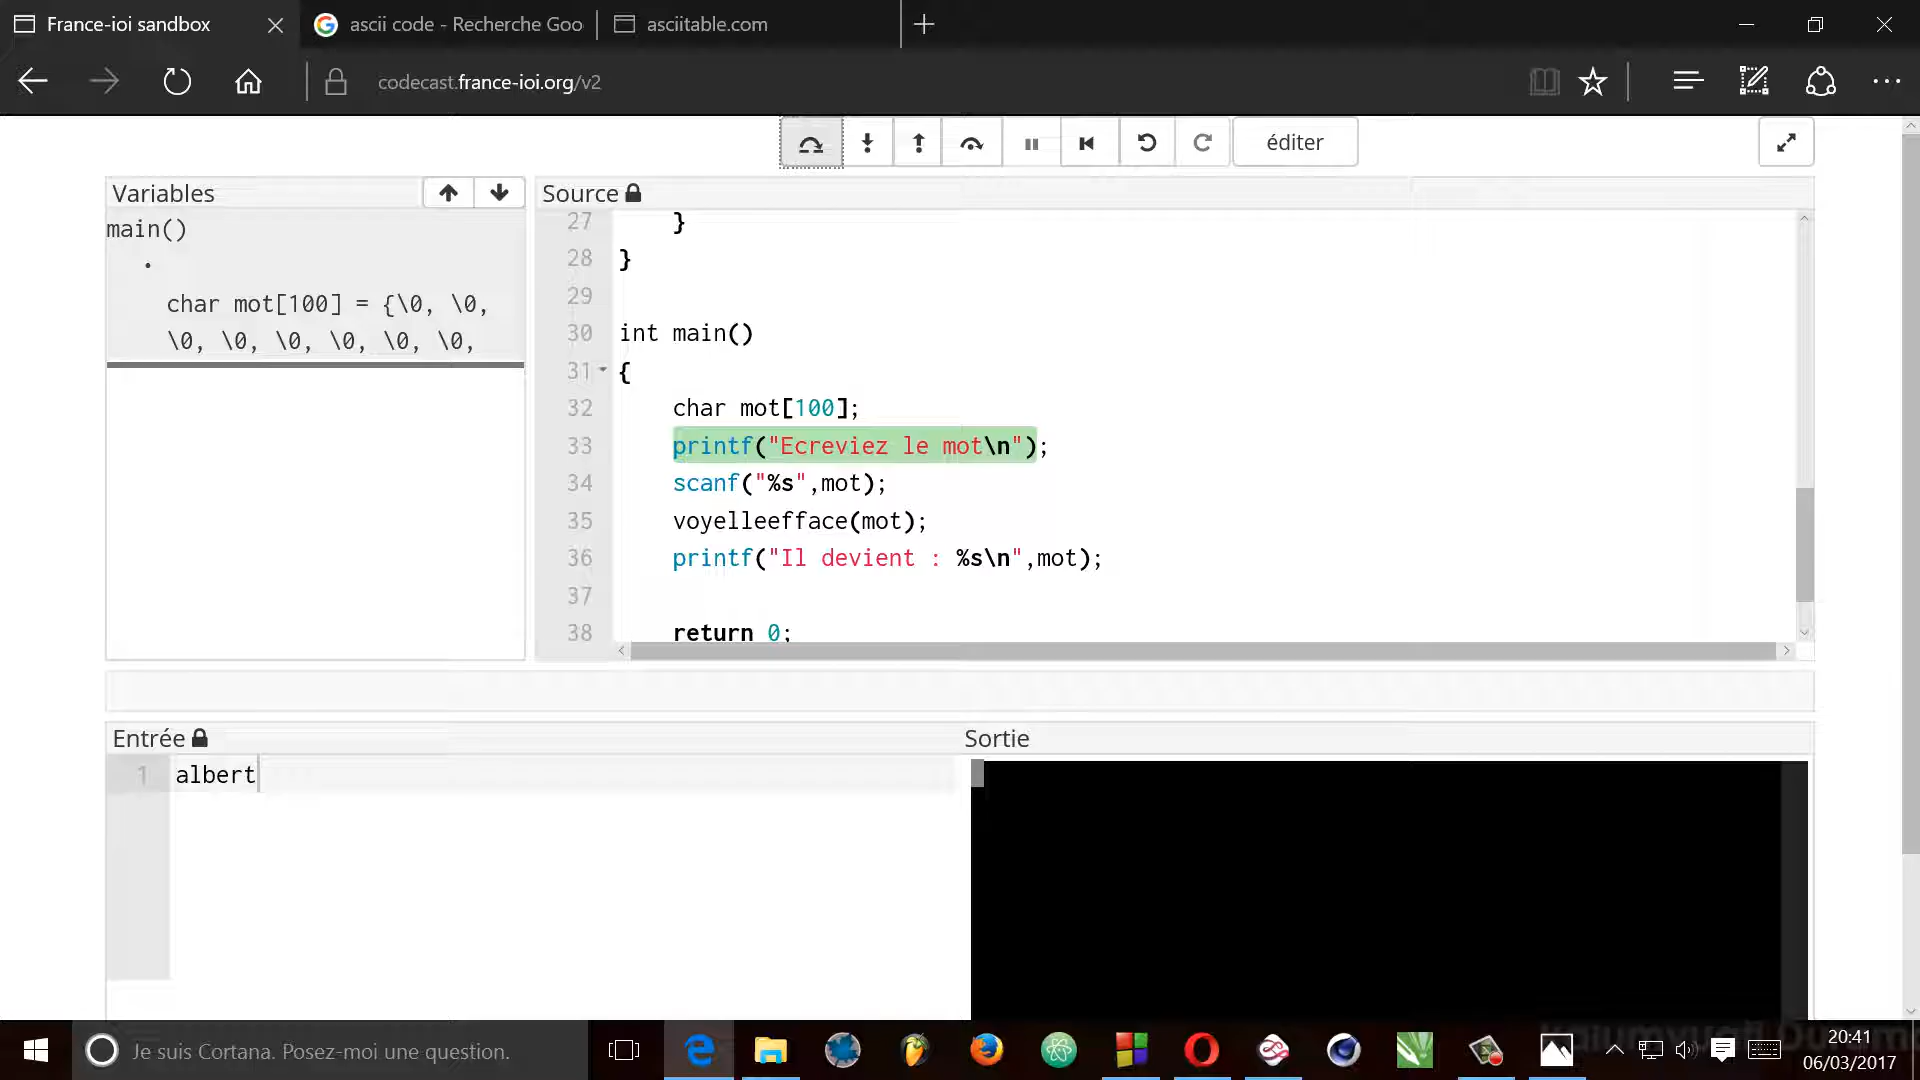 France-ioi sandbox
ascii code - Recherche Goo
asciitable.com
codecast.france-ioi.org/v2
éditer
Variables
Source
main()
char mot[100] = {\0, \0,
\0, \0, \0, \0, \0, \0,
27 }
28 }
29
30 int main()
31 {
32 char mot[100];
33 printf("Ecreviez le mot\n");
34 scanf("%s",mot);
35 voyelleefface(mot);
36 printf("Il devient : %s\n",mot);
37
38 return 0;
Entrée
Sortie
1 albert
Je suis Cortana. Posez-moi une question.
20:41
06/03/2017